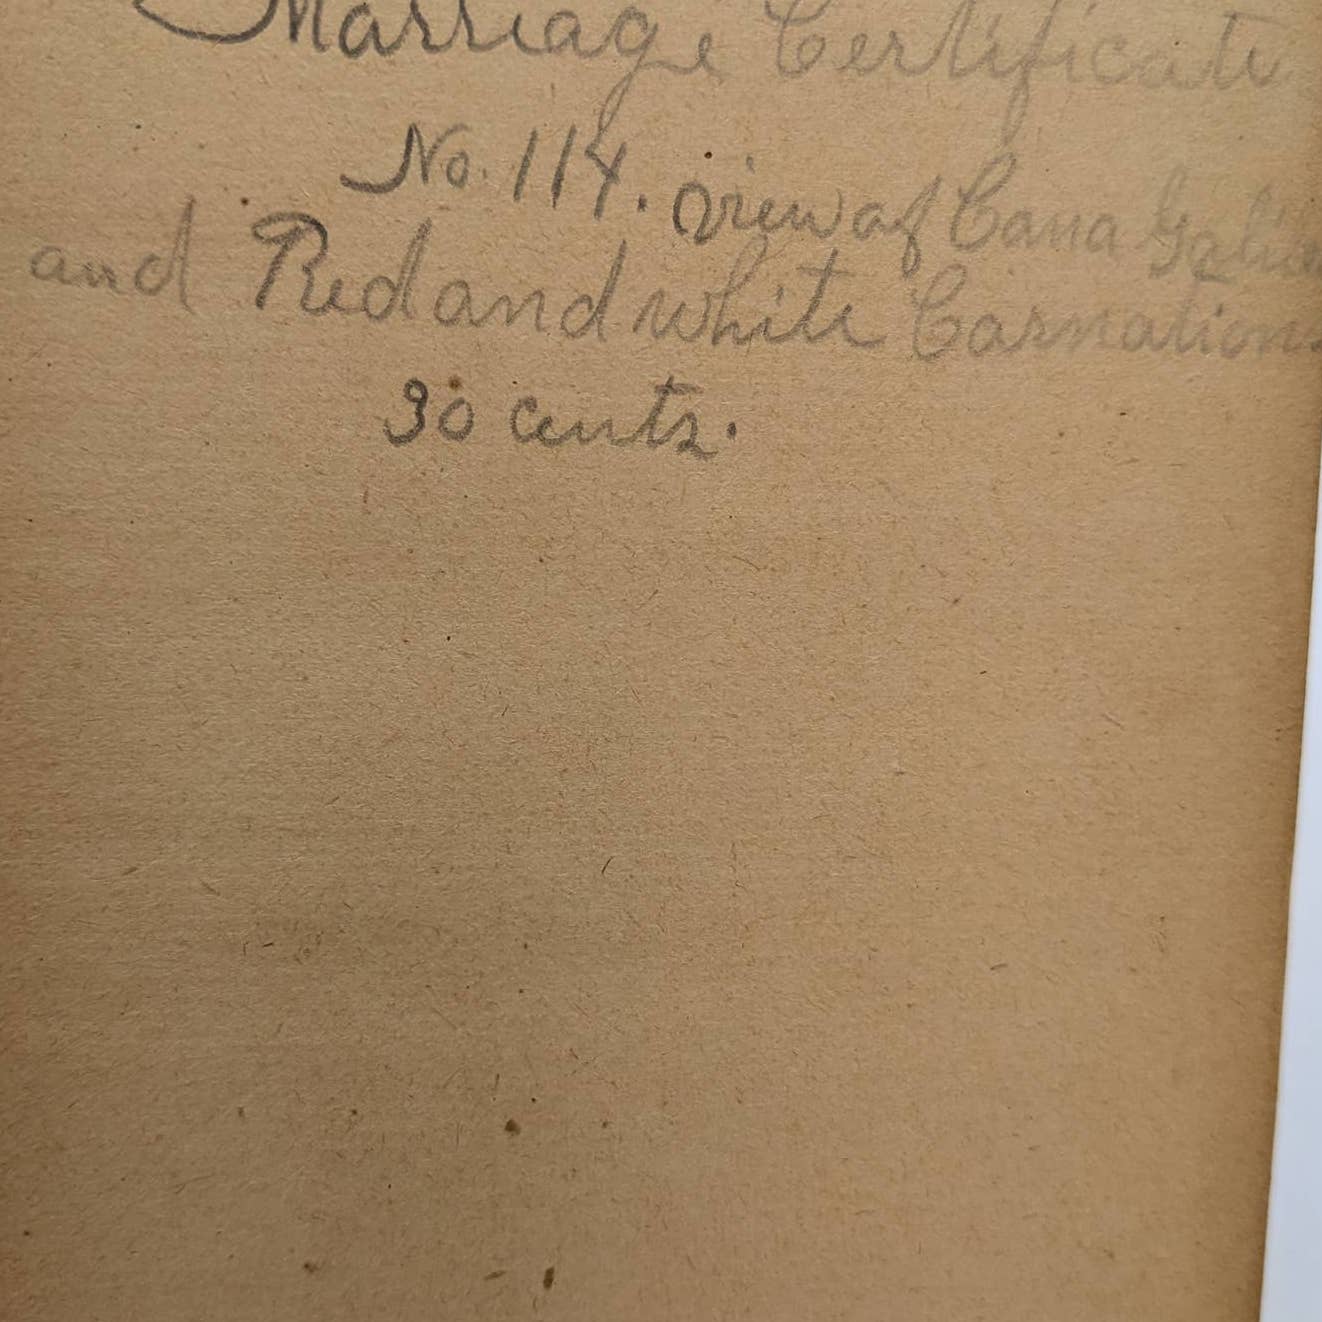 Marriage Certificate
No. 114. view of Cana Galilee
and Red and white Carnations
30 cents.